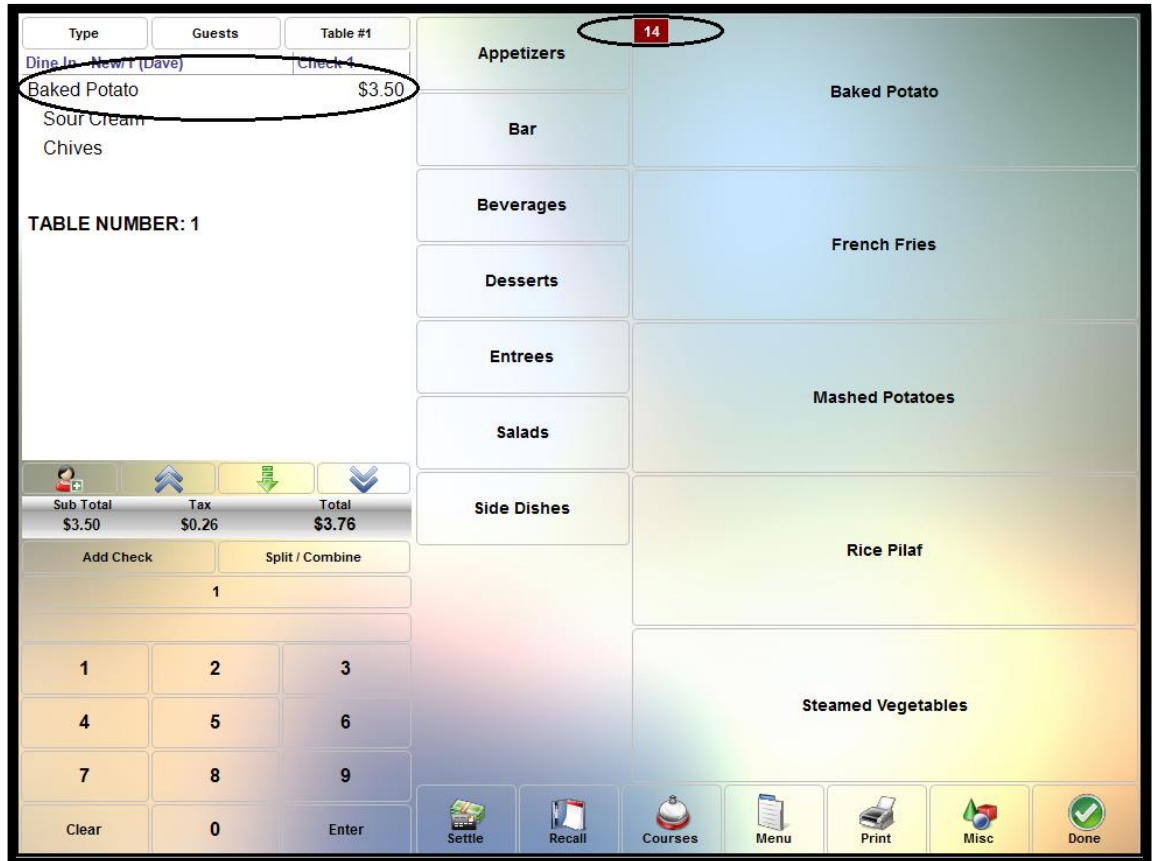 Type Guests Table #1
Dine In - New/1 (Dave) Check 1
Baked Potato $3.50
Sour Cream
Chives
TABLE NUMBER: 1
Sub Total Tax Total
$3.50 $0.26 $3.76
Add Check Split / Combine
1
1 2 3
4 5 6
7 8 9
Clear 0 Enter
Appetizers
Bar
Beverages
Desserts
Entrees
Salads
Side Dishes
14
Baked Potato
French Fries
Mashed Potatoes
Rice Pilaf
Steamed Vegetables
Settle Recall Courses Menu Print Misc Done